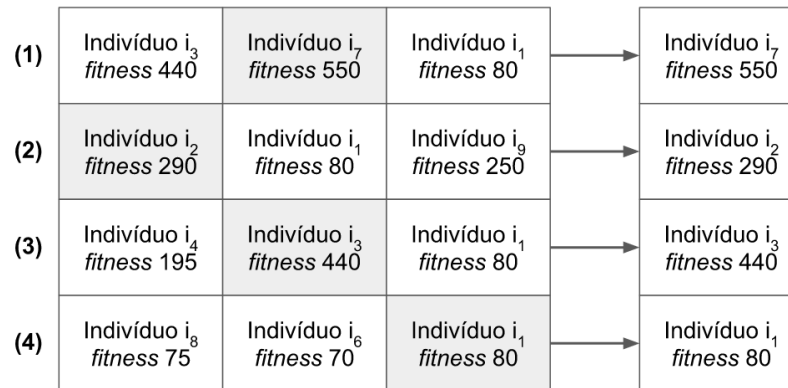 (1) Indivíduo i₃ Indivíduo i₇ Indivíduo i₁ Indivíduo i₇
fitness 440 fitness 550 fitness 80 fitness 550
(2) Indivíduo i₂ Indivíduo i₁ Indivíduo i₉ Indivíduo i₂
fitness 290 fitness 80 fitness 250 fitness 290
(3) Indivíduo i₄ Indivíduo i₃ Indivíduo i₁ Indivíduo i₃
fitness 195 fitness 440 fitness 80 fitness 440
(4) Indivíduo i₈ Indivíduo i₆ Indivíduo i₁ Indivíduo i₁
fitness 75 fitness 70 fitness 80 fitness 80